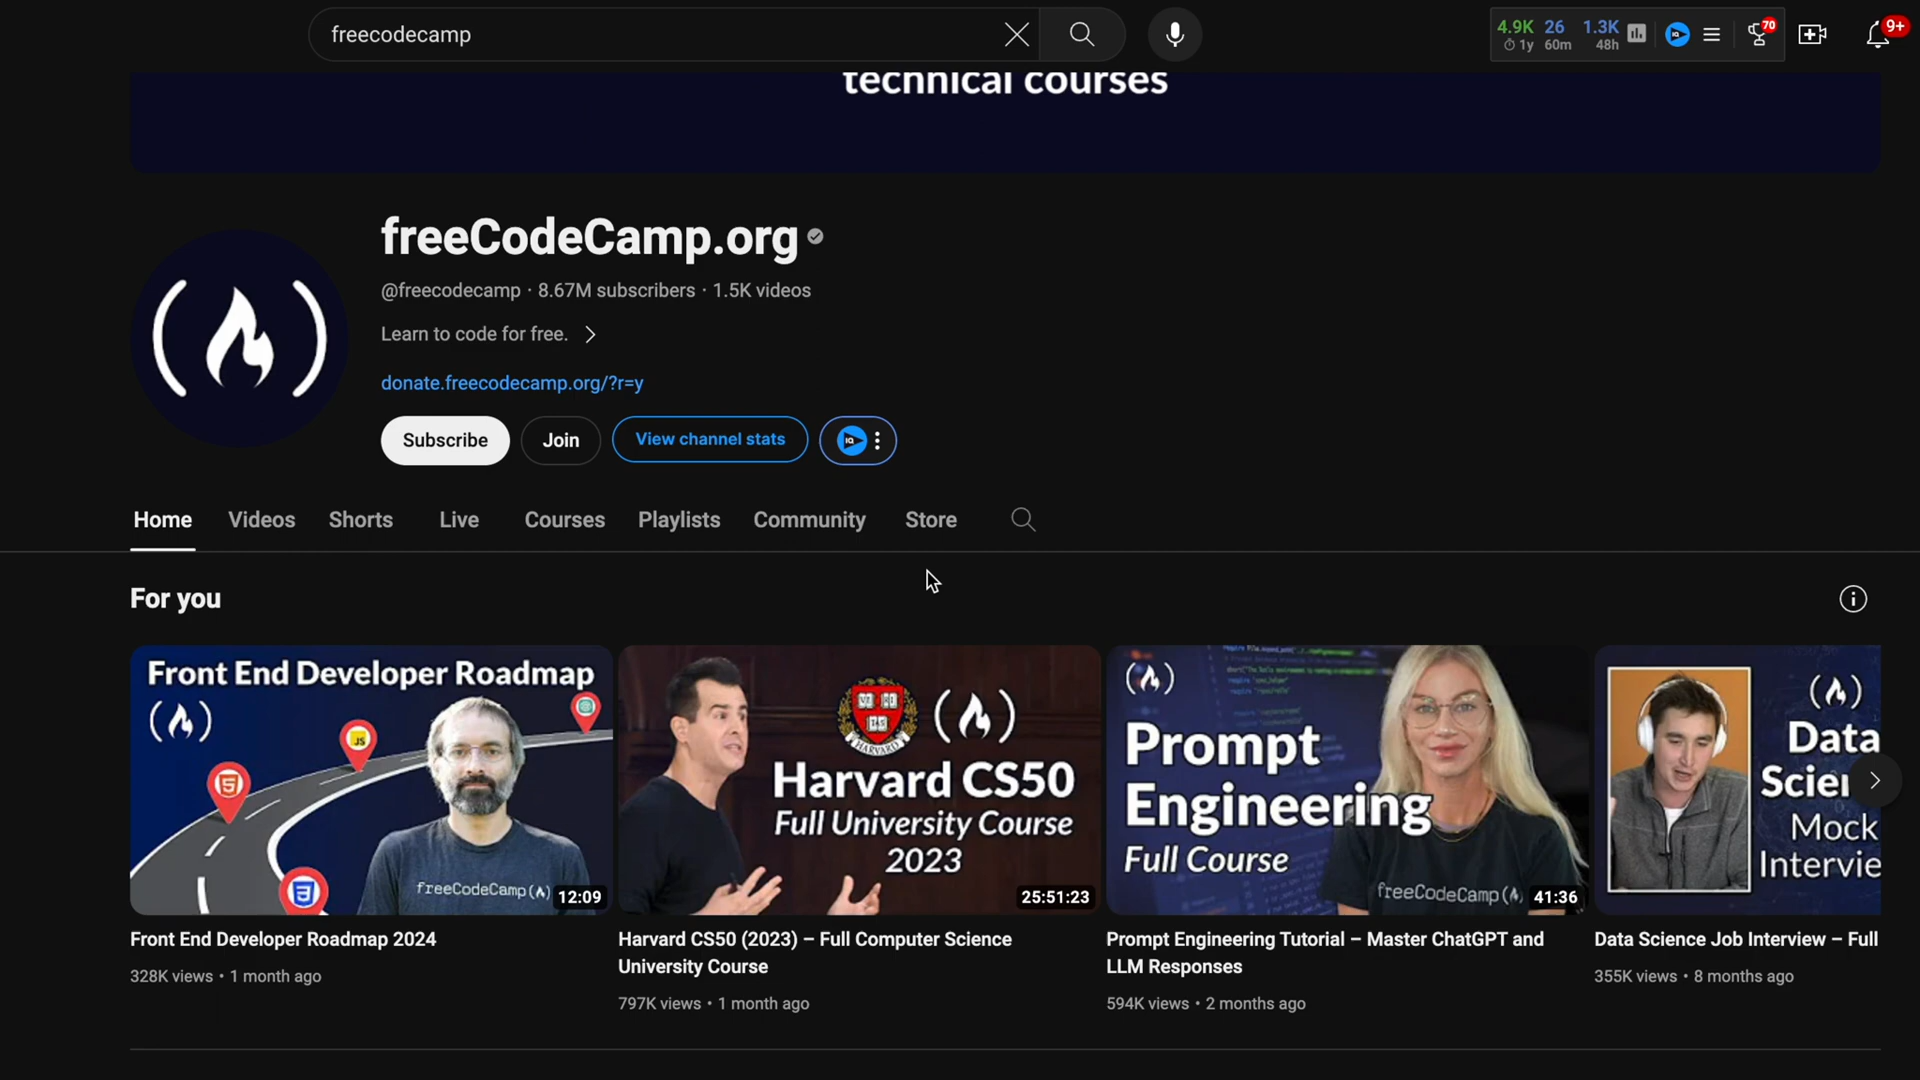 freecodecamp
4.9K 26 1.3K
1y 60m 48h
70
9+
technical courses
freeCodeCamp.org
@freecodecamp · 8.67M subscribers · 1.5K videos
Learn to code for free.
donate.freecodecamp.org/?r=y
Subscribe Join View channel stats IQ
Home Videos Shorts Live Courses Playlists Community Store
For you
Front End Developer Roadmap
JS
freeCodeCamp
12:09
HARVARD
Harvard CS50
Full University Course
2023
25:51:23
Prompt
Engineering
Full Course
freeCodeCamp
41:36
Data
Scien
Mock
Intervie
Front End Developer Roadmap 2024
328K views • 1 month ago
Harvard CS50 (2023) – Full Computer Science
University Course
797K views • 1 month ago
Prompt Engineering Tutorial – Master ChatGPT and
LLM Responses
594K views • 2 months ago
Data Science Job Interview – Full
355K views • 8 months ago